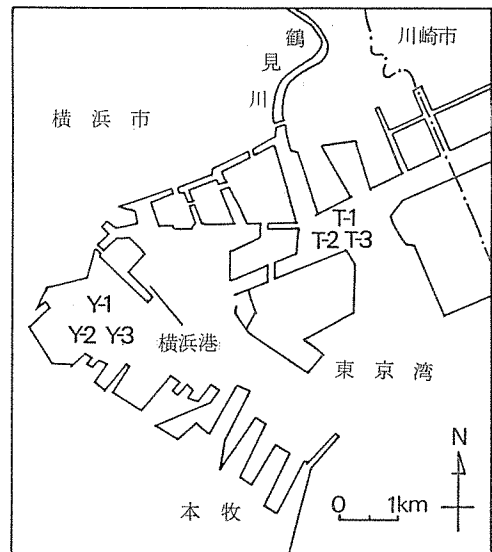 鶴見川
川崎市
横浜市
T-1
T-2 T-3
Y-1
Y-2 Y-3
横浜港
東京湾
本牧
N
0 1km